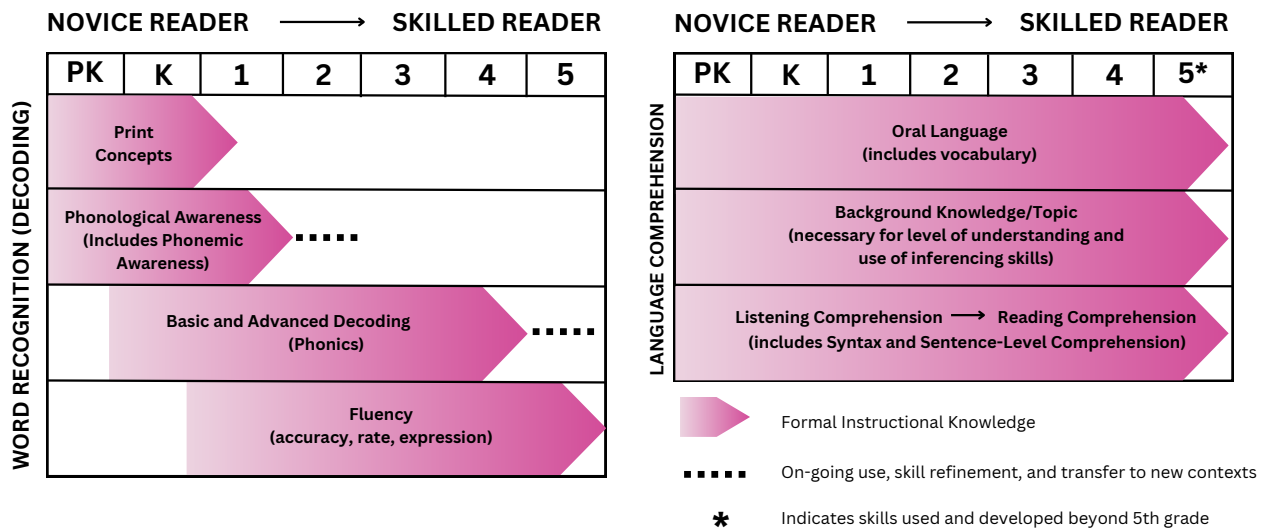 NOVICE READER SKILLED READER
PK K 1 2 3 4 5
WORD RECOGNITION (DECODING)
Print
Concepts
Phonological Awareness
(Includes Phonemic
Awareness)
Basic and Advanced Decoding
(Phonics)
Fluency
(accuracy, rate, expression)
NOVICE READER SKILLED READER
PK K 1 2 3 4 5*
LANGUAGE COMPREHENSION
Oral Language
(includes vocabulary)
Background Knowledge/Topic
(necessary for level of understanding and
use of inferencing skills)
Listening Comprehension Reading Comprehension
(includes Syntax and Sentence-Level Comprehension)
Formal Instructional Knowledge
On-going use, skill refinement, and transfer to new contexts
* Indicates skills used and developed beyond 5th grade